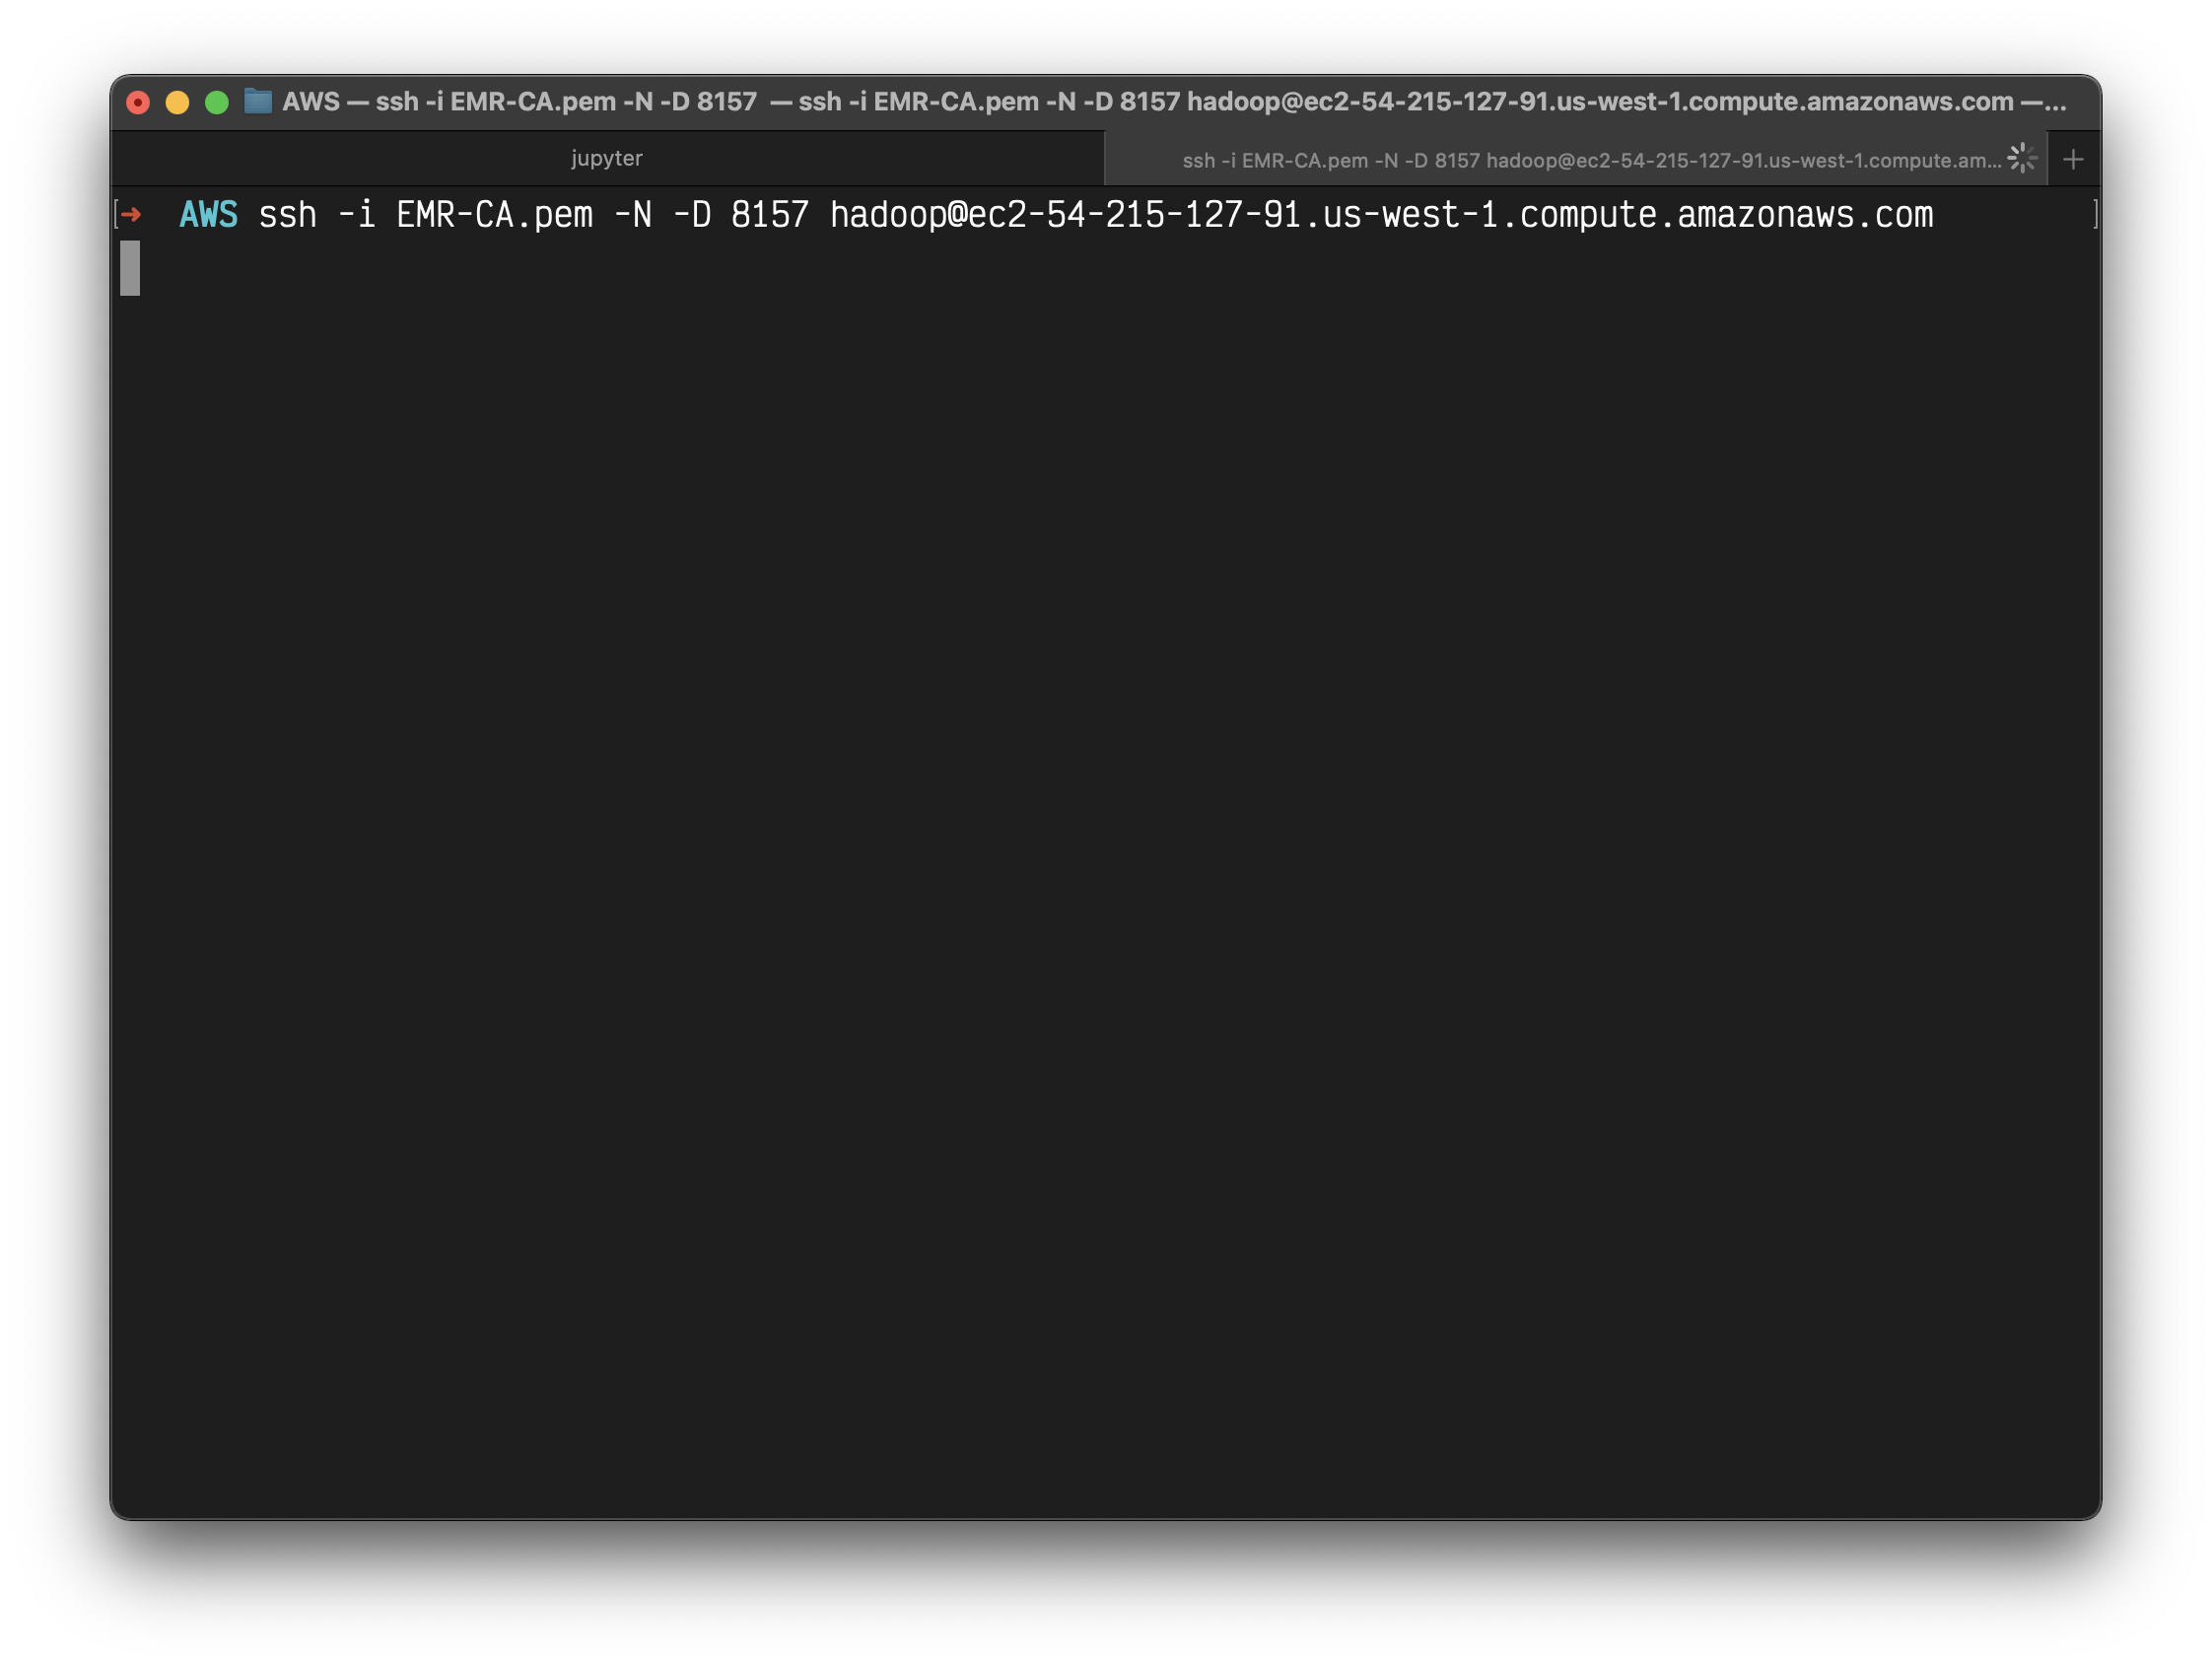 AWS — ssh -i EMR-CA.pem -N -D 8157 — ssh -i EMR-CA.pem -N -D 8157 hadoop@ec2-54-215-127-91.us-west-1.compute.amazonaws.com —...
jupyter
ssh -i EMR-CA.pem -N -D 8157 hadoop@ec2-54-215-127-91.us-west-1.compute.am...
+
[➜ AWS ssh -i EMR-CA.pem -N -D 8157 hadoop@ec2-54-215-127-91.us-west-1.compute.amazonaws.com ]